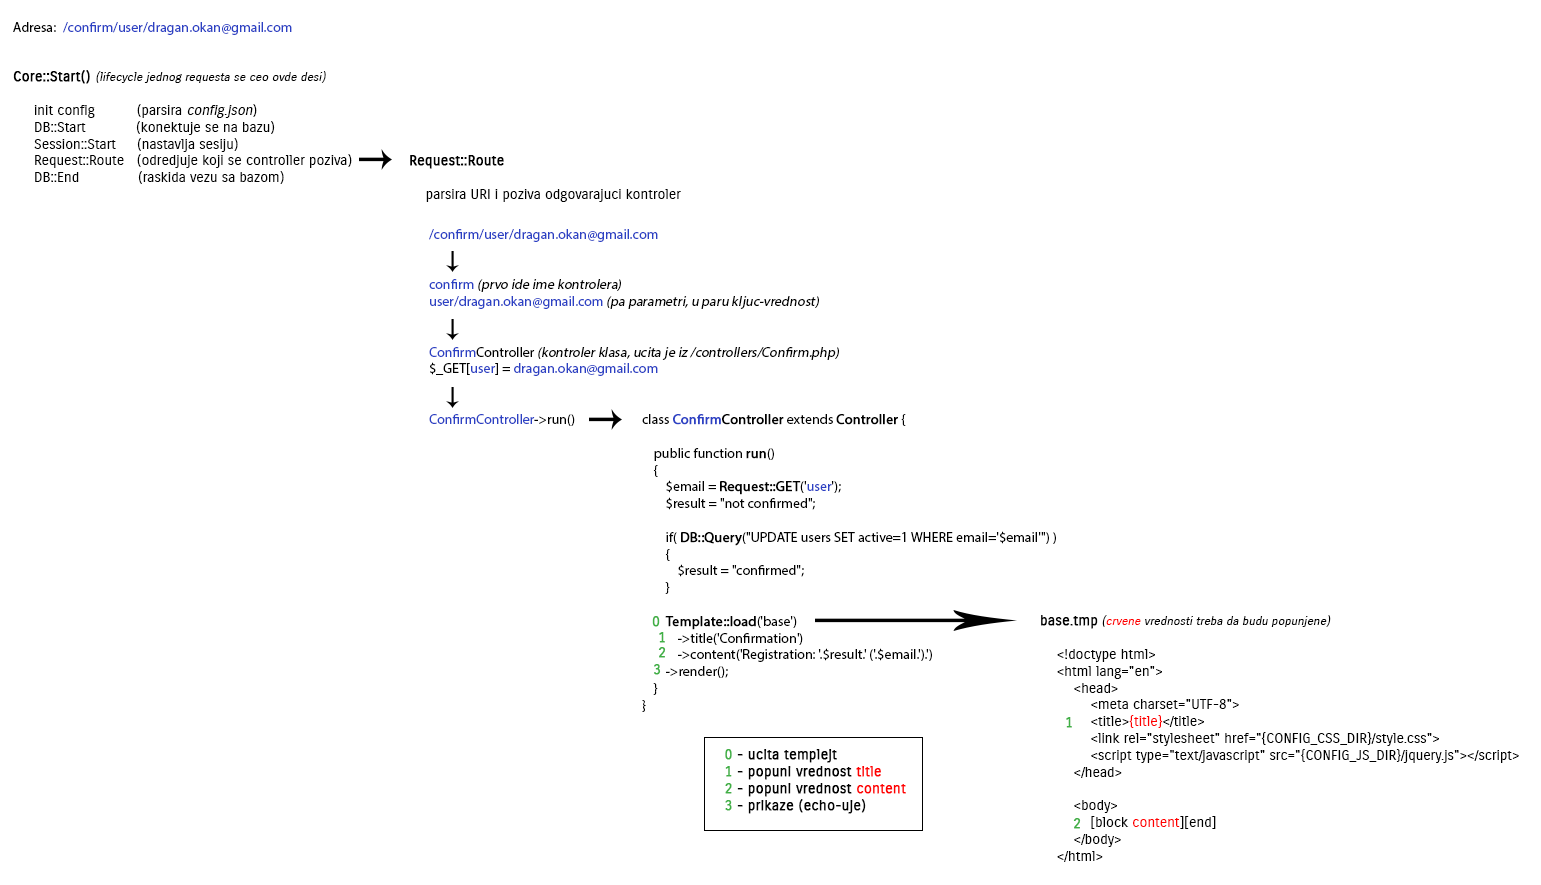 Adresa: /confirm/user/dragan.okan@gmail.com
Core::Start() (lifecycle jednog requesta se ceo ovde desi)
init config (parsira config.json)
DB::Start (konektuje se na bazu)
Session::Start (nastavlja sesiju)
Request::Route (odredjuje koji se controller poziva)
DB::End (raskida vezu sa bazom)
Request::Route
parsira URI i poziva odgovarajuci kontroler
/confirm/user/dragan.okan@gmail.com
confirm (prvo ide ime kontrolera)
user/dragan.okan@gmail.com (pa parametri, u paru kljuc-vrednost)
ConfirmController (kontroler klasa, ucita je iz /controllers/Confirm.php)
$_GET[user] = dragan.okan@gmail.com
ConfirmController->run()
class ConfirmController extends Controller {
public function run()
{
$email = Request::GET('user');
$result = "not confirmed";
if( DB::Query("UPDATE users SET active=1 WHERE email='$email'") )
{
$result = "confirmed";
}
0 Template::load('base')
1 ->title('Confirmation')
2 ->content('Registration: '.$result.' ('.$email.').')
3 ->render();
}
}
0 - ucita templejt
1 - popuni vrednost title
2 - popuni vrednost content
3 - prikaze (echo-uje)
base.tmp (crvene vrednosti treba da budu popunjene)
<!doctype html>
<html lang="en">
<head>
<meta charset="UTF-8">
1 <title>{title}</title>
<link rel="stylesheet" href="{CONFIG_CSS_DIR}/style.css">
<script type="text/javascript" src="{CONFIG_JS_DIR}/jquery.js"></script>
</head>
<body>
2 [block content][end]
</body>
</html>